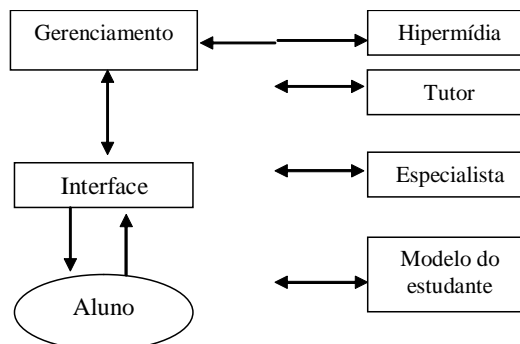 Gerenciamento
Hipermídia
Tutor
Interface
Especialista
Modelo do
estudante
Aluno